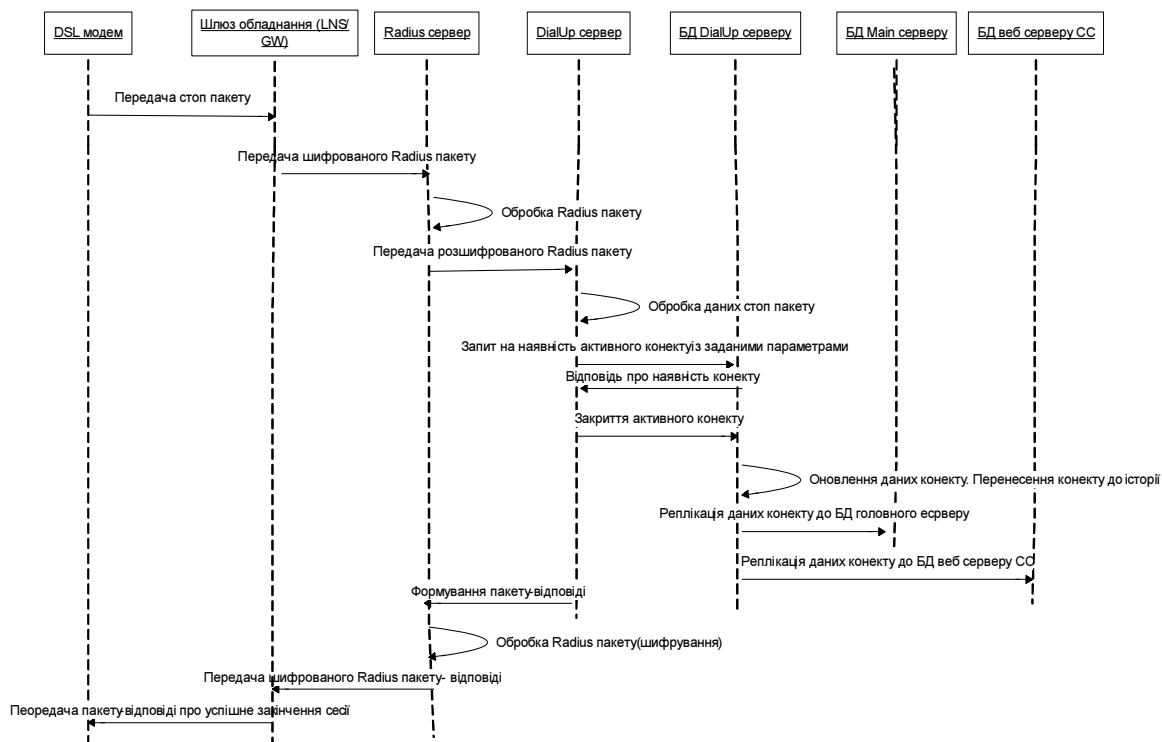 DSL модем
Шлюз обладнання (LNS/
GW)
Radius сервер
DialUp сервер
БД DialUp серверу
БД Main серверу
БД веб серверу СС
Передача стоп пакету
Передача шифрованого Radius пакету
Обробка Radius пакету
Передача розшифрованого Radius пакету
Обробка даних стоп пакету
Запит на наявність активного конекту із заданими параметрами
Відповідь про наявність конекту
Закриття активного конекту
Оновлення даних конекту. Перенесення конекту до історії
Реплікація даних конекту до БД головного есрверу
Реплікація даних конекту до БД веб серверу СС
Формування пакету-відповіді
Обробка Radius пакету(шифрування)
Передача шифрованого Radius пакету- відповіді
Пеоредача пакету-відповіді про успішне закінчення сесії